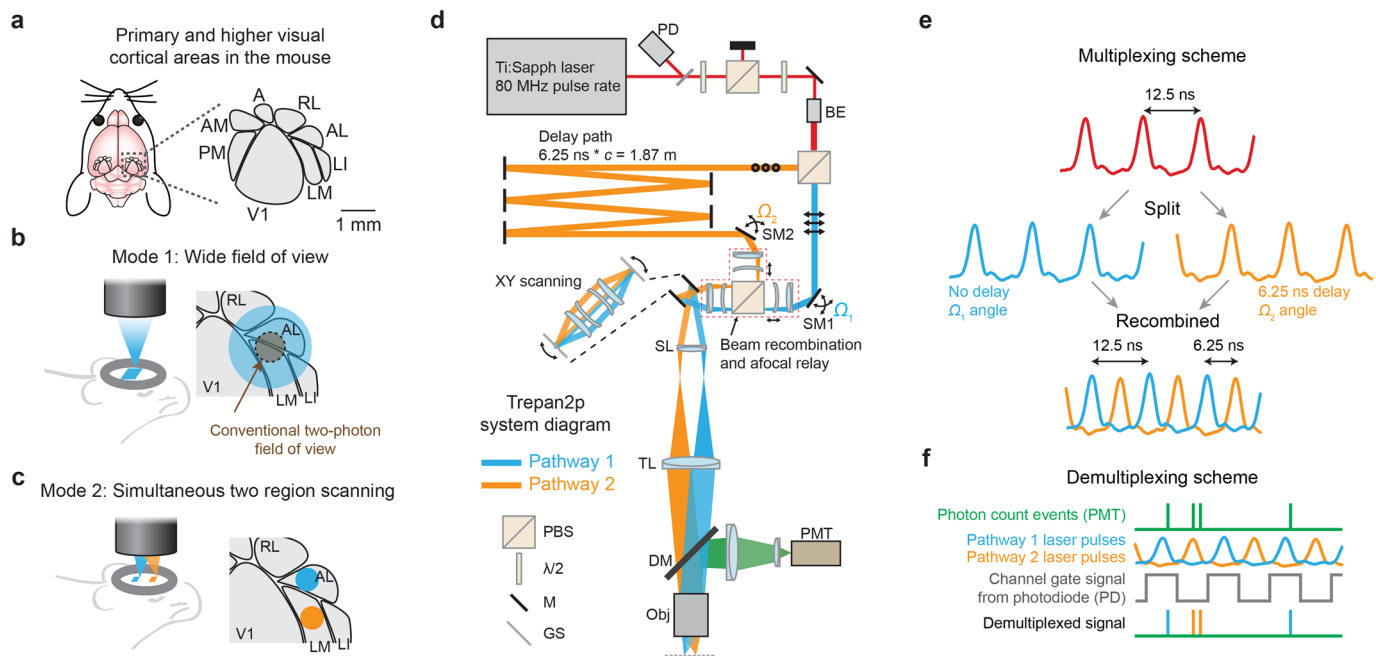 a
Primary and higher visual
cortical areas in the mouse
A
RL
AM
AL
PM
LI
LM
V1
1 mm
b
Mode 1: Wide field of view
RL
AL
V1
LM
LI
Conventional two-photon
field of view
c
Mode 2: Simultaneous two region scanning
RL
AL
V1
LM
LI
d
PD
Ti:Sapph laser
80 MHz pulse rate
BE
Delay path
6.25 ns * c = 1.87 m
Ω2
SM2
XY scanning
Ω1
SM1
Beam recombination
and afocal relay
SL
Trepan2p
system diagram
Pathway 1
Pathway 2
TL
PBS
λ/2
M
GS
DM
PMT
Obj
e
Multiplexing scheme
12.5 ns
Split
No delay
Ω1 angle
6.25 ns delay
Ω2 angle
Recombined
12.5 ns
6.25 ns
f
Demultiplexing scheme
Photon count events (PMT)
Pathway 1 laser pulses
Pathway 2 laser pulses
Channel gate signal
from photodiode (PD)
Demultiplexed signal